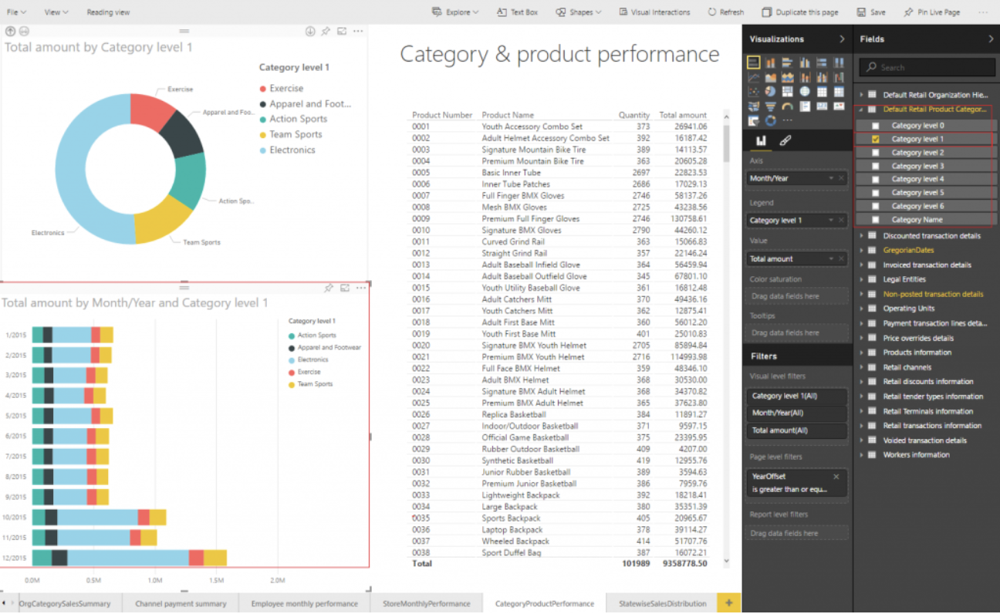 File View Reading view Explore Text Box Shapes Visual Interactions Refresh Duplicate this page Save Pin Live Page
Total amount by Category level 1
Category level 1
Exercise
Apparel and Foot...
Action Sports
Team Sports
Electronics
Exercise
Apparel and Foo...
Action Spo...
Team Sports
Electronics
Total amount by Month/Year and Category level 1
Category level 1
Action Sports
Apparel and Footwear
Electronics
Exercise
Team Sports
1/2015
2/2015
3/2015
4/2015
5/2015
6/2015
7/2015
8/2015
9/2015
10/2015
11/2015
12/2015
0.0M 0.5M 1.0M 1.5M 2.0M
Category & product performance
Product Number Product Name Quantity Total amount
0001 Youth Accessory Combo Set 373 26941.06
0002 Adult Helmet Accessory Combo Set 392 16187.42
0003 Signature Mountain Bike Tire 389 14113.57
0004 Premium Mountain Bike Tire 363 20605.28
0005 Basic Inner Tube 2697 22823.53
0006 Inner Tube Patches 2686 17029.13
0007 Full Finger BMX Gloves 2746 58137.26
0008 Mesh BMX Gloves 2725 43238.56
0009 Premium Full Finger Gloves 2746 130758.61
0010 Signature BMX Gloves 2790 44260.12
0011 Curved Grind Rail 363 15066.83
0012 Straight Grind Rail 357 22146.24
0013 Adult Baseball Infield Glove 364 56459.94
0014 Adult Baseball Outfield Glove 345 67801.10
0015 Youth Utility Baseball Glove 361 16812.48
0016 Adult Catchers Mitt 370 49436.16
0017 Youth Catchers Mitt 362 12875.41
0018 Adult First Base Mitt 360 56012.20
0019 Youth First Base Mitt 401 25010.83
0020 Signature BMX Youth Helmet 2705 85894.84
0021 Premium BMX Youth Helmet 2716 114993.98
0022 Full Face BMX Helmet 359 48346.10
0023 Adult BMX Helmet 368 30530.00
0024 Signature BMX Adult Helmet 368 34370.82
0025 Premium BMX Adult Helmet 365 37623.80
0026 Replica Basketball 384 11891.27
0027 Indoor/Outdoor Basketball 371 9597.15
0028 Official Game Basketball 375 23395.95
0029 Rubber Outdoor Basketball 409 4207.00
0030 Synthetic Basketball 419 12955.76
0031 Junior Rubber Basketball 389 3594.63
0032 Premium Junior Basketball 386 7959.76
0033 Lightweight Backpack 392 18218.41
0034 Large Backpack 380 35351.39
0035 Sports Backpack 405 20965.67
0036 Laptop Backpack 378 39114.27
0037 Wheeled Backpack 414 51707.76
0038 Sport Duffel Bag 387 16072.21
Total 101989 9358778.50
Visualizations
Axis
Month/Year
Legend
Category level 1
Value
Total amount
Color saturation
Drag data fields here
Tooltips
Drag data fields here
Filters
Visual level filters
Category level 1(All)
Month/Year(All)
Total amount(All)
Page level filters
YearOffset
is greater than or equ...
Report level filters
Drag data fields here
Fields
Search
Default Retail Organization Hie...
Default Retail Product Categor...
Category level 0
Category level 1
Category level 2
Category level 3
Category level 4
Category level 5
Category level 6
Category Name
Discounted transaction details
GregorianDates
Invoiced transaction details
Legal Entities
Non-posted transaction details
Operating Units
Payment transaction lines deta...
Price overrides details
Products information
Retail channels
Retail discounts information
Retail tender types information
Retail Terminals information
Retail transactions information
Voided transaction details
Workers information
OrgCategorySalesSummary Channel payment summary Employee monthly performance StoreMonthlyPerformance CategoryProductPerformance StatewiseSalesDistribution +